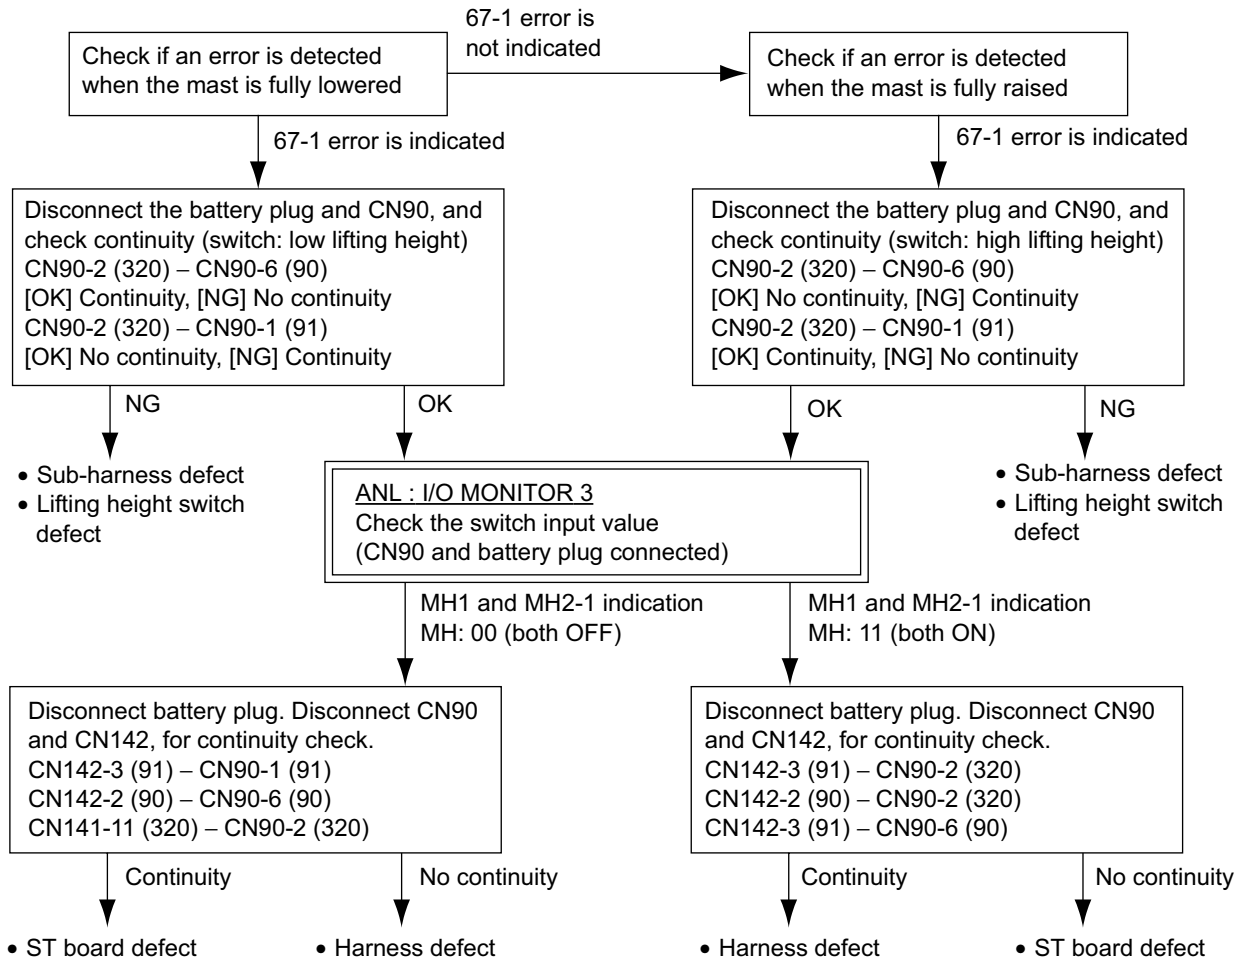 67-1 error is
not indicated
Check if an error is detected
when the mast is fully lowered
Check if an error is detected
when the mast is fully raised
67-1 error is indicated
67-1 error is indicated
Disconnect the battery plug and CN90, and
check continuity (switch: low lifting height)
CN90-2 (320) – CN90-6 (90)
[OK] Continuity, [NG] No continuity
CN90-2 (320) – CN90-1 (91)
[OK] No continuity, [NG] Continuity
Disconnect the battery plug and CN90, and
check continuity (switch: high lifting height)
CN90-2 (320) – CN90-6 (90)
[OK] No continuity, [NG] Continuity
CN90-2 (320) – CN90-1 (91)
[OK] Continuity, [NG] No continuity
NG
OK
OK
NG
• Sub-harness defect
• Lifting height switch
defect
• Sub-harness defect
• Lifting height switch
defect
ANL : I/O MONITOR 3
Check the switch input value
(CN90 and battery plug connected)
MH1 and MH2-1 indication
MH: 00 (both OFF)
MH1 and MH2-1 indication
MH: 11 (both ON)
Disconnect battery plug. Disconnect CN90
and CN142, for continuity check.
CN142-3 (91) – CN90-1 (91)
CN142-2 (90) – CN90-6 (90)
CN141-11 (320) – CN90-2 (320)
Disconnect battery plug. Disconnect CN90
and CN142, for continuity check.
CN142-3 (91) – CN90-2 (320)
CN142-2 (90) – CN90-2 (320)
CN142-3 (91) – CN90-6 (90)
Continuity
No continuity
Continuity
No continuity
• ST board defect
• Harness defect
• Harness defect
• ST board defect